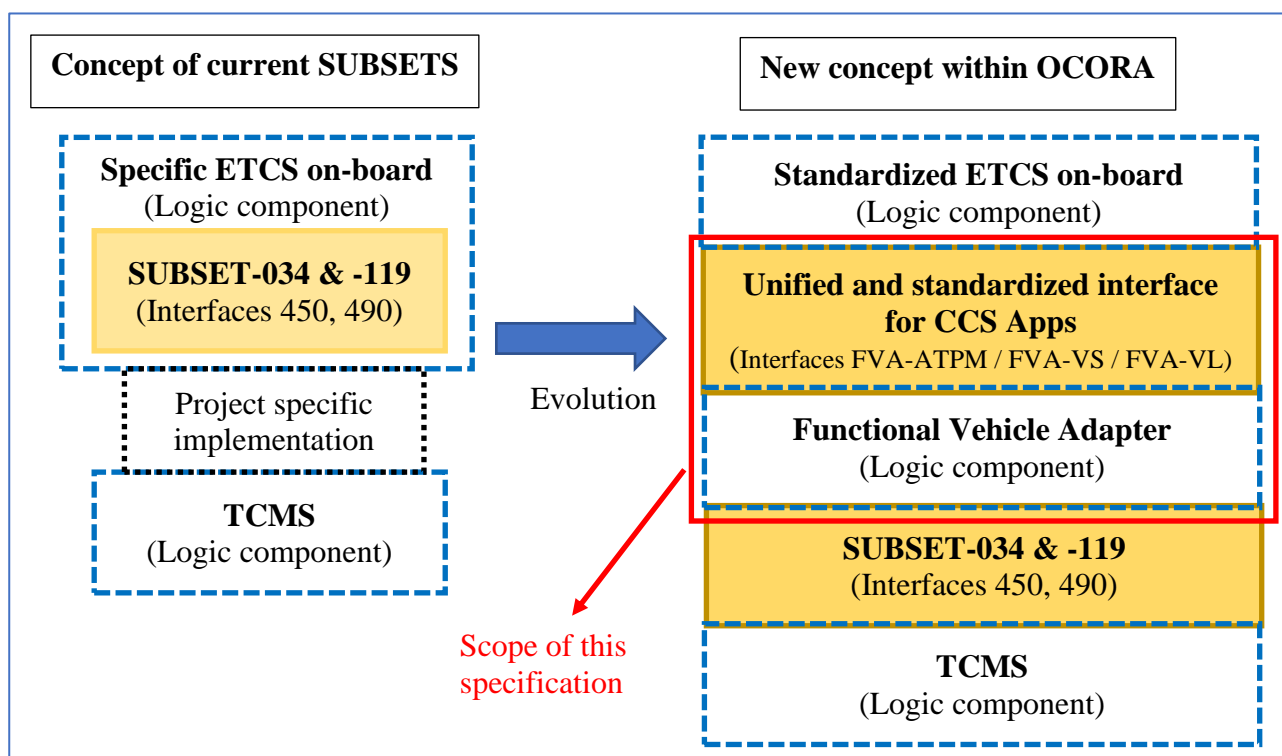 Concept of current SUBSETS
Specific ETCS on-board
(Logic component)
SUBSET-034 & -119
(Interfaces 450, 490)
Project specific
implementation
TCMS
(Logic component)
Evolution
New concept within OCORA
Standardized ETCS on-board
(Logic component)
Unified and standardized interface
for CCS Apps
(Interfaces FVA-ATPM / FVA-VS / FVA-VL)
Functional Vehicle Adapter
(Logic component)
SUBSET-034 & -119
(Interfaces 450, 490)
TCMS
(Logic component)
Scope of this
specification